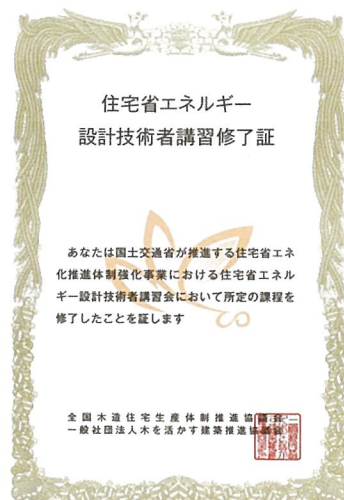 住宅省エネルギー
設計技術者講習修了証
あなたは国土交通省が推進する住宅省エネ
化推進体制強化事業における住宅省エネル
ギー設計技術者講習会において所定の課程を
修了したことを証します
全国木造住宅生産体制推進協議会
一般社団法人木を活かす建築推進協議会